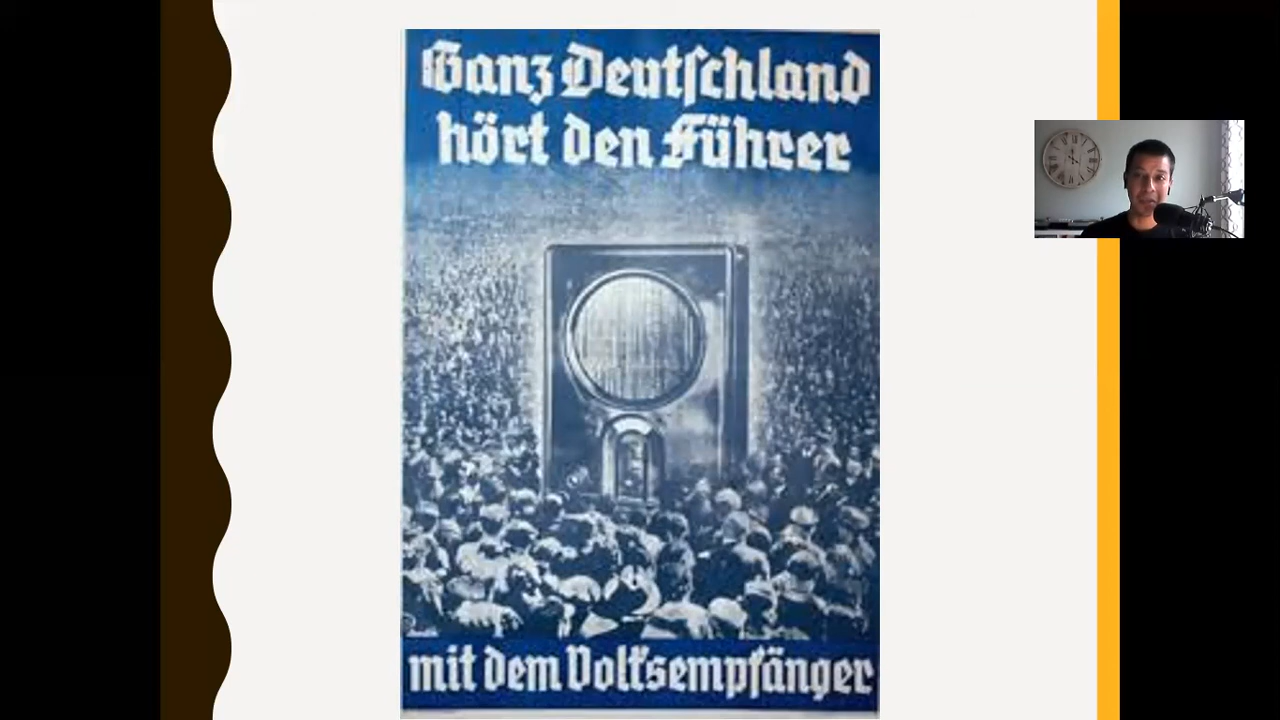 Ganz Deutschland
hört den Führer
mit dem Volksempfänger